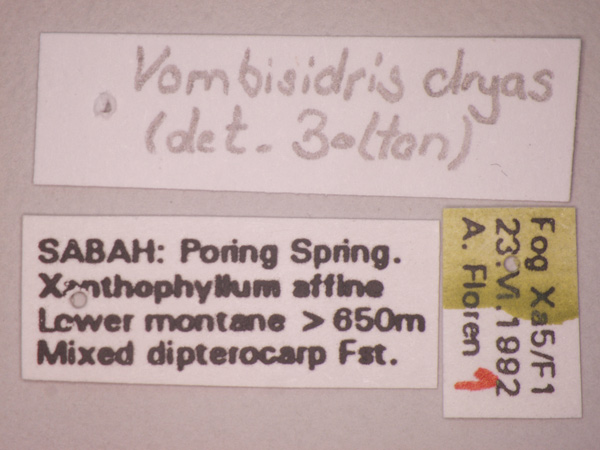 Vombisidris dryas
(det. Bolton)
SABAH: Poring Spring.
Xanthophyllum affine
Lower montane > 650m
Mixed dipterocarp Fst.
Fog Xa5/F1
23.VI.1992
A. Floren